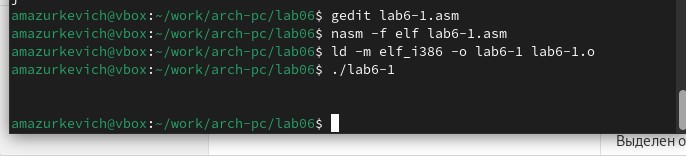 amazurkevich@vbox:~/work/arch-pc/lab06$ gedit lab6-1.asm
amazurkevich@vbox:~/work/arch-pc/lab06$ nasm -f elf lab6-1.asm
amazurkevich@vbox:~/work/arch-pc/lab06$ ld -m elf_i386 -o lab6-1 lab6-1.o
amazurkevich@vbox:~/work/arch-pc/lab06$ ./lab6-1
amazurkevich@vbox:~/work/arch-pc/lab06$
Выделен о